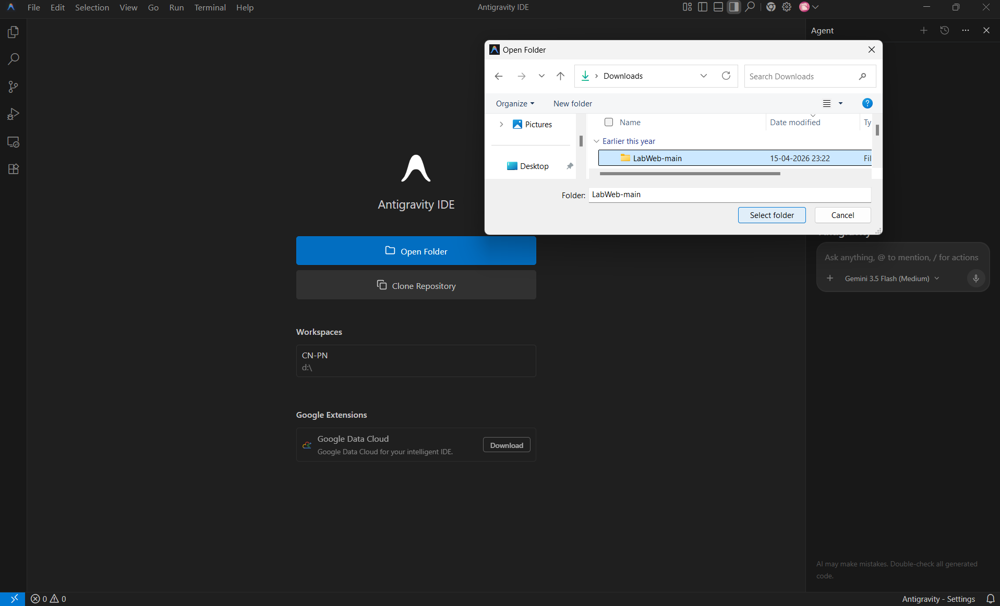 File Edit Selection View Go Run Terminal Help
Antigravity IDE
Agent
Open Folder
Downloads
Search Downloads
Organize
New folder
?
Pictures
Desktop
Name Date modified Ty
Earlier this year
LabWeb-main 15-04-2026 23:22 Fil
Folder: LabWeb-main
Select folder
Cancel
Antigravity IDE
Open Folder
Clone Repository
Workspaces
CN-PN
d:\
Google Extensions
Google Data Cloud
Google Data Cloud for your intelligent IDE.
Download
Antigravity
Ask anything, @ to mention, / for actions
Gemini 3.5 Flash (Medium)
AI may make mistakes. Double-check all generated
code.
0 0
Antigravity - Settings